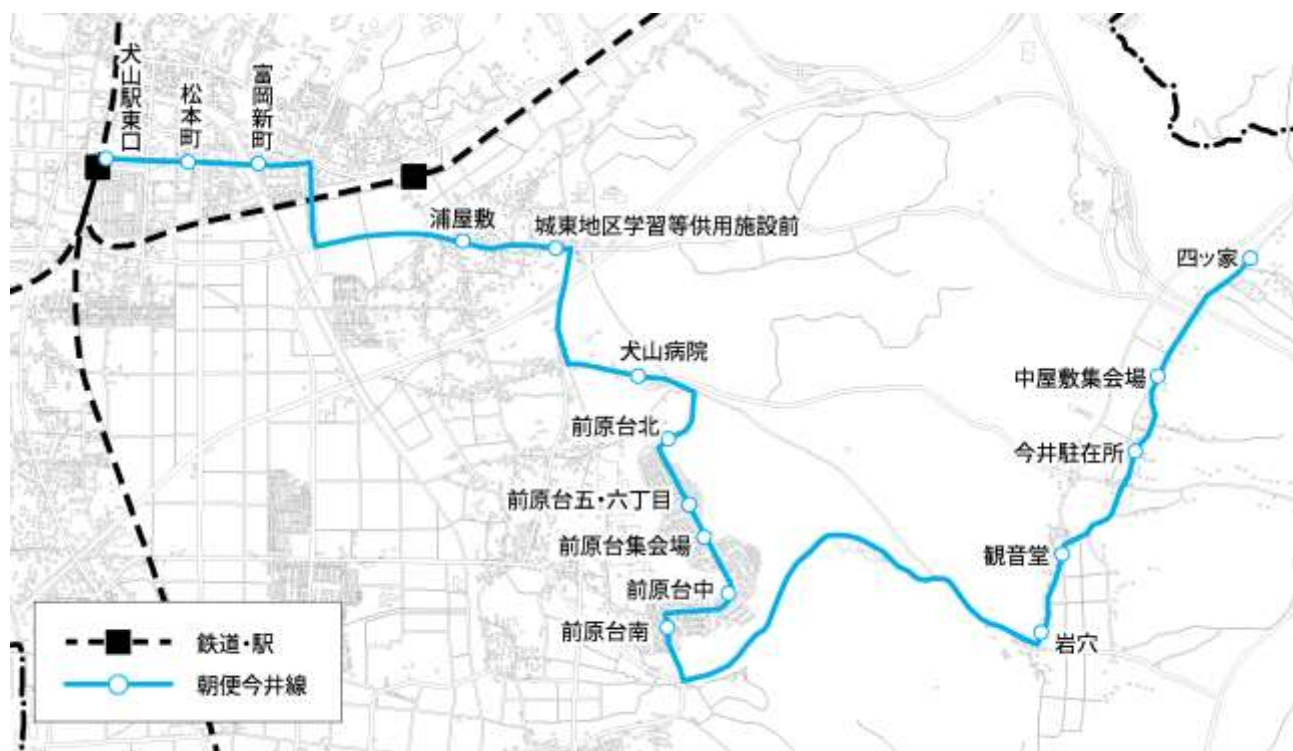 犬山駅東口
松本町
富岡新町
浦屋敷
城東地区学習等供用施設前
四ッ家
犬山病院
中屋敷集会場
前原台北
今井駐在所
前原台五・六丁目
前原台集会場
観音堂
前原台中
前原台南
岩穴
鉄道・駅
朝便今井線